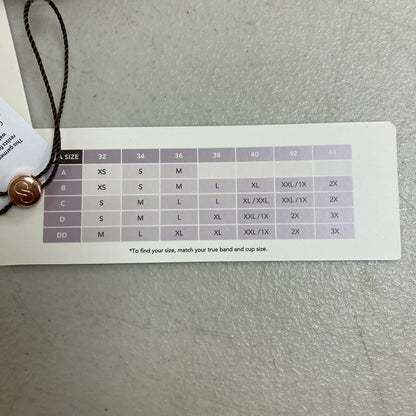 A SIZE 32 34 36 38 40 42 44
A XS S M
B XS S M L XL XXL/1X 2X
C S M L L XL/XXL XXL/1X 2X
D S M L XL XXL/1X 2X 3X
DD M L XL XL XXL/1X 2X 3X
*To find your size, match your true band and cup size.
This garmen